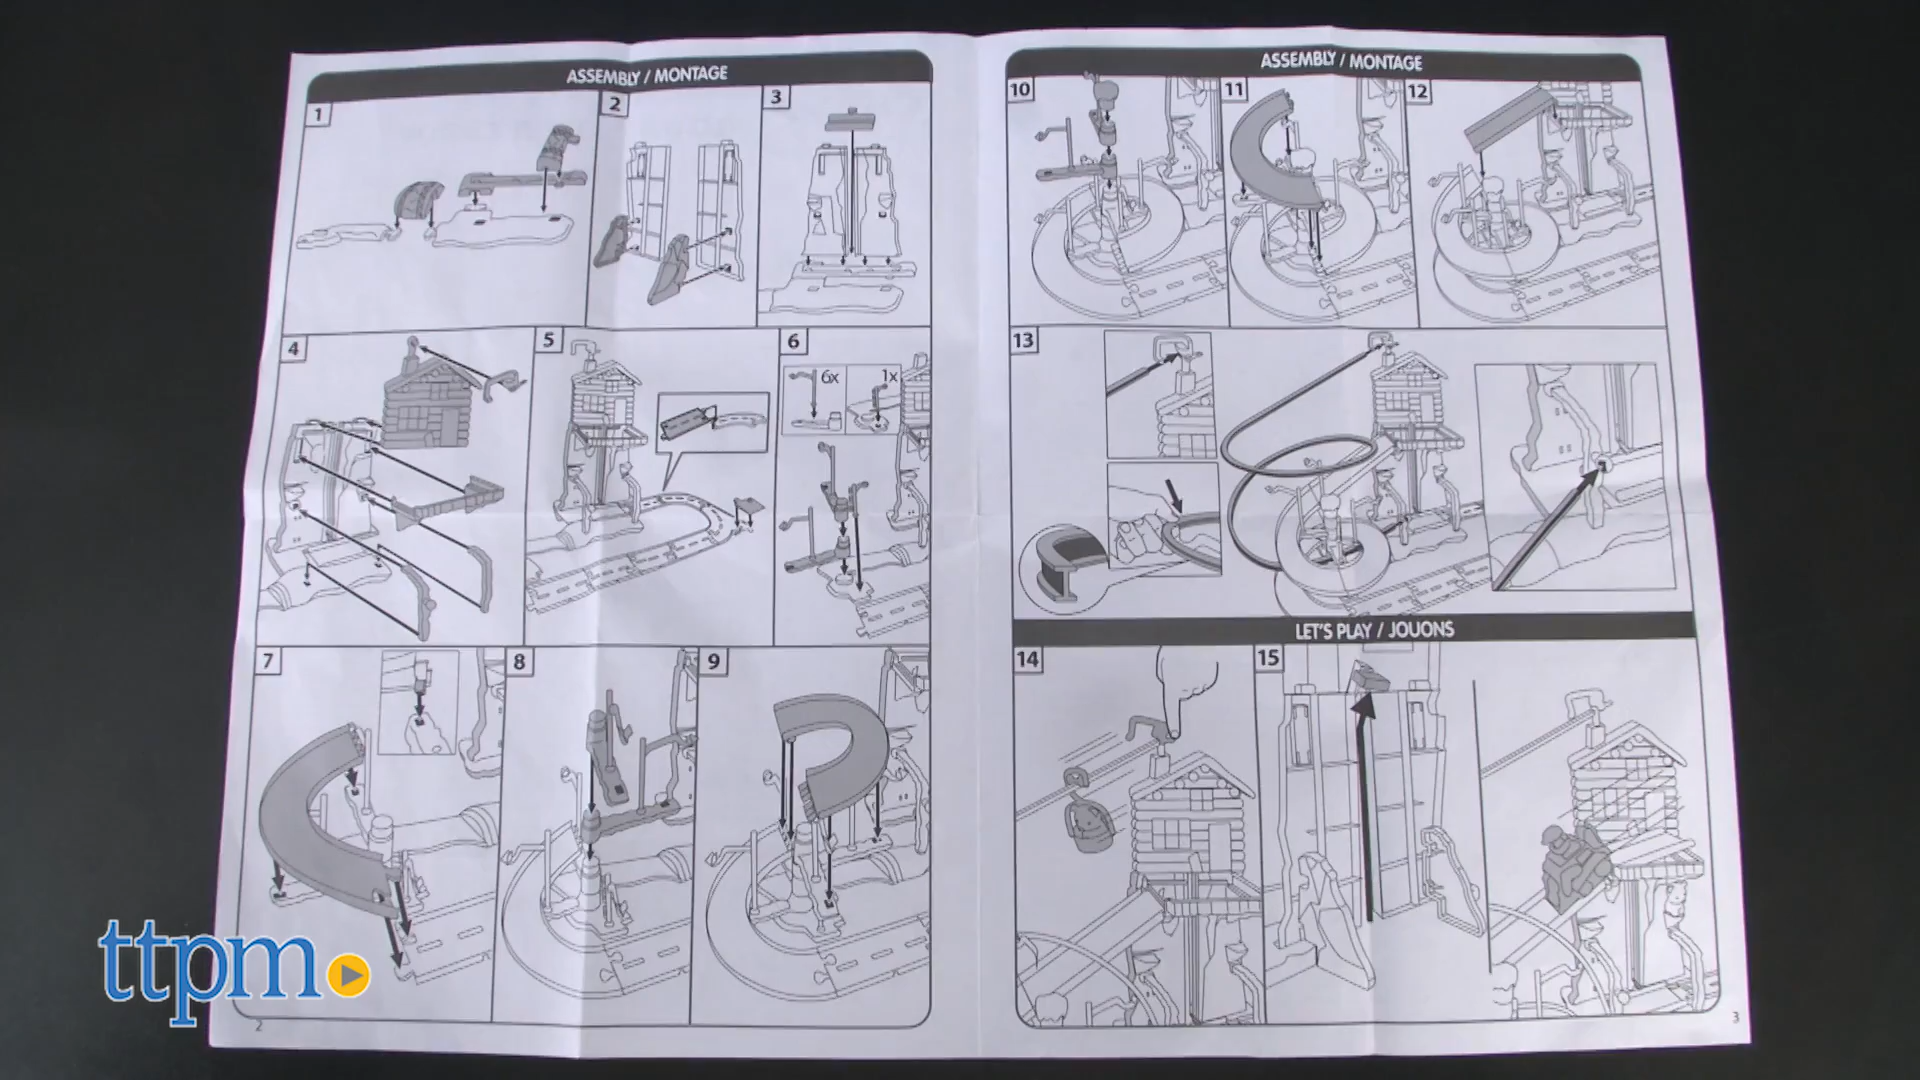 ASSEMBLY / MONTAGE
1
2
3
4
5
6
6x
1x
7
8
9
2
ASSEMBLY / MONTAGE
10
11
12
13
LET'S PLAY / JOUONS
14
15
3
ttpm